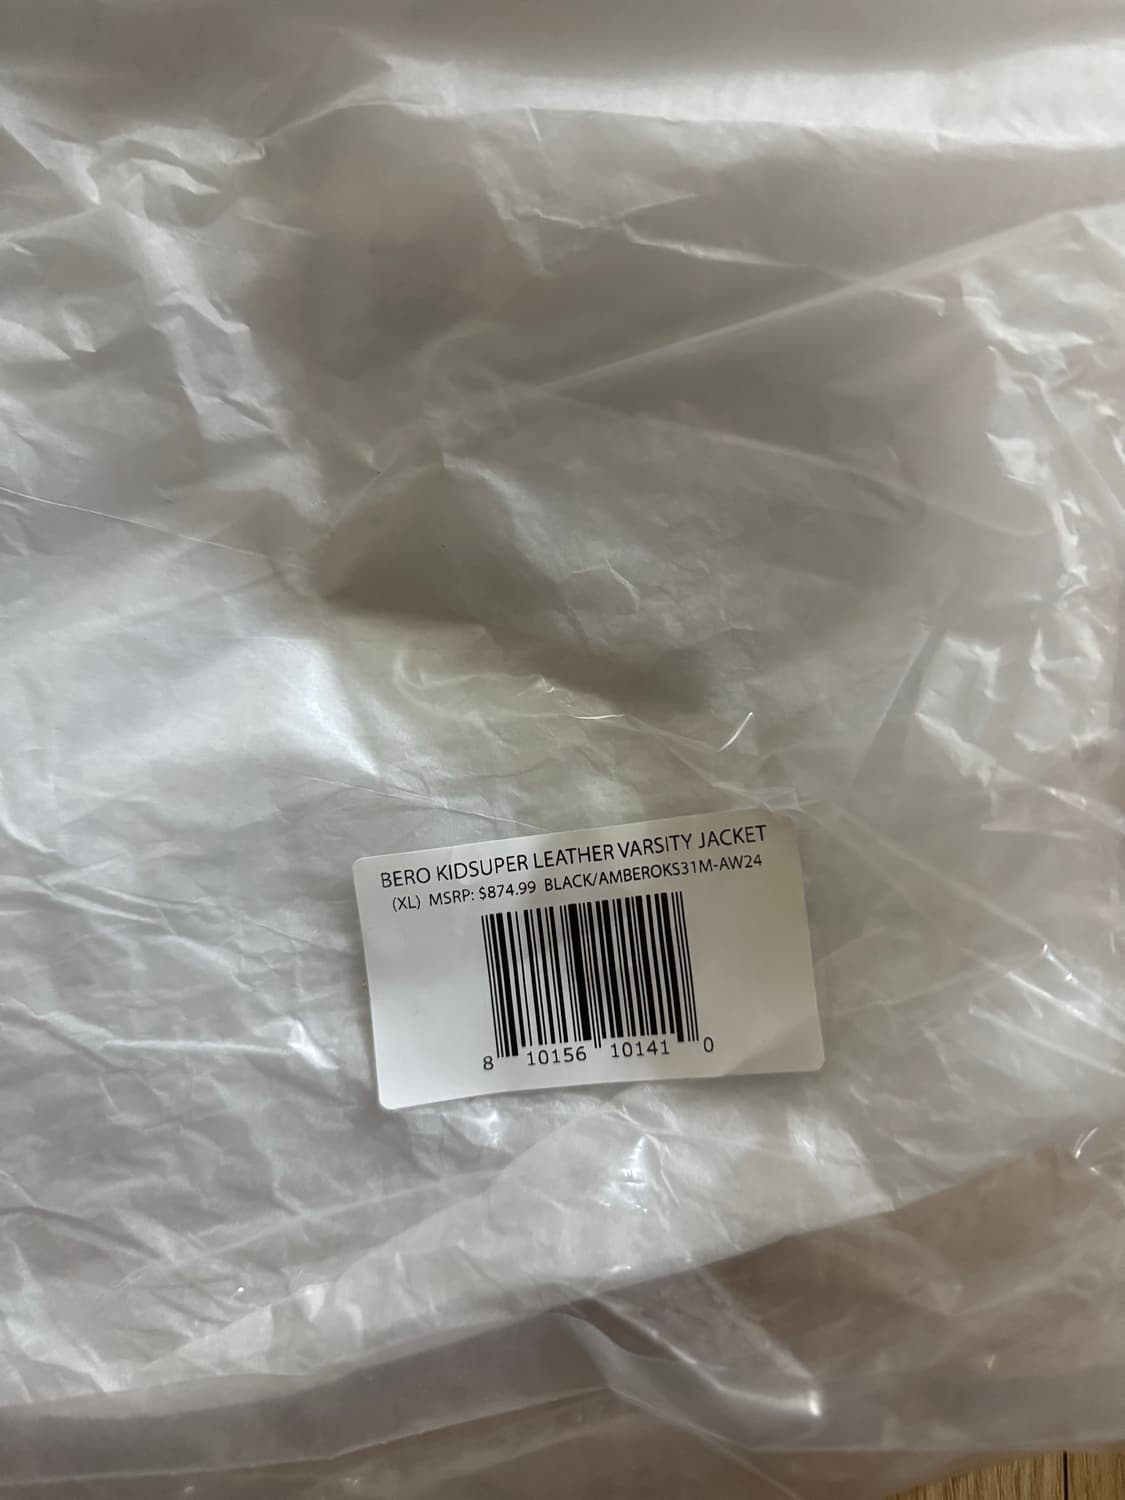 BERO KIDSUPER LEATHER VARSITY JACKET
(XL) MSRP: $874.99 BLACK/AMBEROKS31M-AW24
8 10156 10141 0